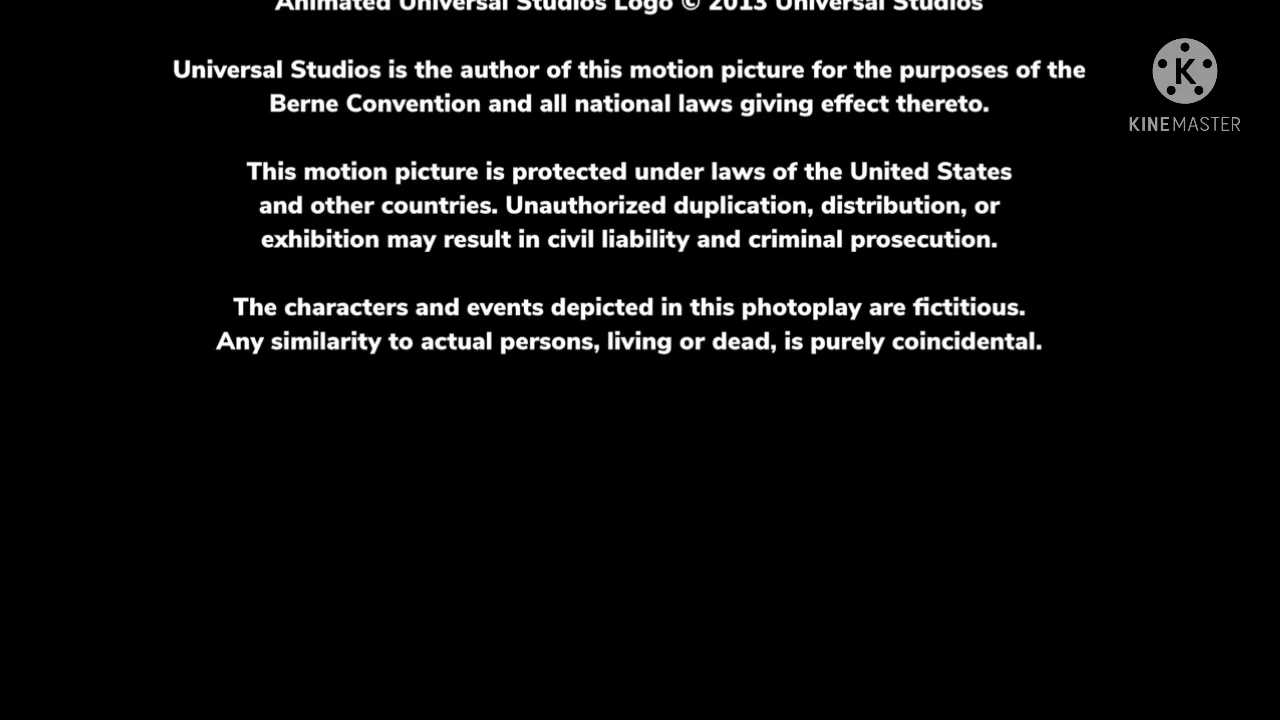 Animated Universal Studios Logo © 2013 Universal Studios
Universal Studios is the author of this motion picture for the purposes of the
Berne Convention and all national laws giving effect thereto.
This motion picture is protected under laws of the United States
and other countries. Unauthorized duplication, distribution, or
exhibition may result in civil liability and criminal prosecution.
The characters and events depicted in this photoplay are fictitious.
Any similarity to actual persons, living or dead, is purely coincidental.
K
KINEMASTER